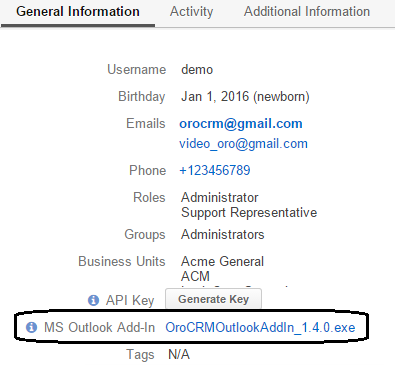 General Information Activity Additional Information
Username demo
Birthday Jan 1, 2016 (newborn)
Emails orocrm@gmail.com
video_oro@gmail.com
Phone +123456789
Roles Administrator
Support Representative
Groups Administrators
Business Units Acme General
ACM
API Key Generate Key
MS Outlook Add-In OroCRMOutlookAddIn_1.4.0.exe
Tags N/A